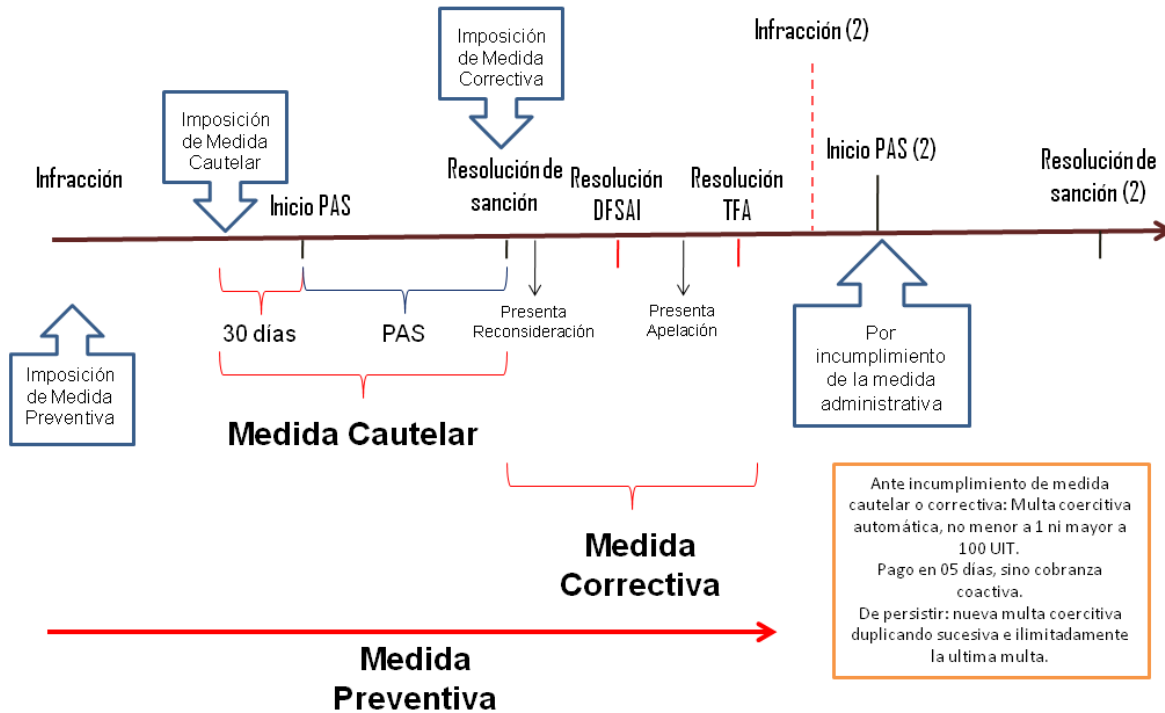 Imposición
de Medida
Correctiva
Infracción (2)
Imposición
de Medida
Cautelar
Infracción
Inicio PAS
Resolución de
sanción
Resolución
DFSAI
Resolución
TFA
Inicio PAS (2)
Resolución de
sanción (2)
30 días
PAS
Presenta
Reconsideración
Presenta
Apelación
Por
incumplimiento
de la medida
administrativa
Imposición
de Medida
Preventiva
Medida Cautelar
Medida
Correctiva
Ante incumplimiento de medida
cautelar o correctiva: Multa coercitiva
automática, no menor a 1 ni mayor a
100 UIT.
Pago en 05 días, sino cobranza
coactiva.
De persistir: nueva multa coercitiva
duplicando sucesiva e ilimitadamente
la ultima multa.
Medida
Preventiva